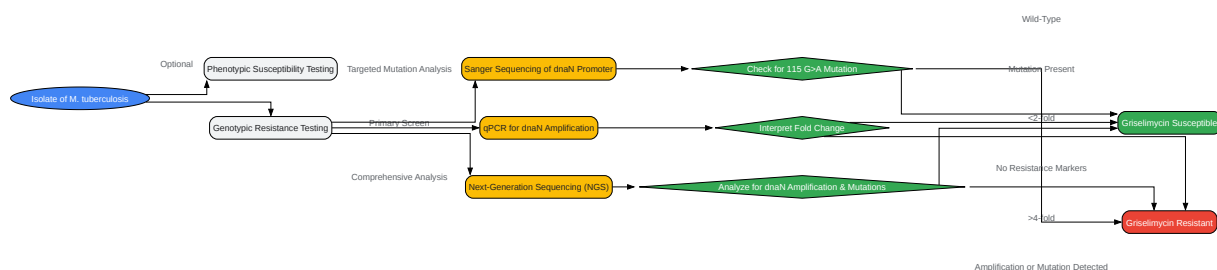 Wild-Type
Optional
Phenotypic Susceptibility Testing
Targeted Mutation Analysis
Sanger Sequencing of dnaN Promoter
Check for 115 G>A Mutation
Mutation Present
Isolate of M. tuberculosis
Genotypic Resistance Testing
Primary Screen
qPCR for dnaN Amplification
Interpret Fold Change
<2-fold
Griselimycin Susceptible
Comprehensive Analysis
Next-Generation Sequencing (NGS)
Analyze for dnaN Amplification & Mutations
No Resistance Markers
>4-fold
Griselimycin Resistant
Amplification or Mutation Detected